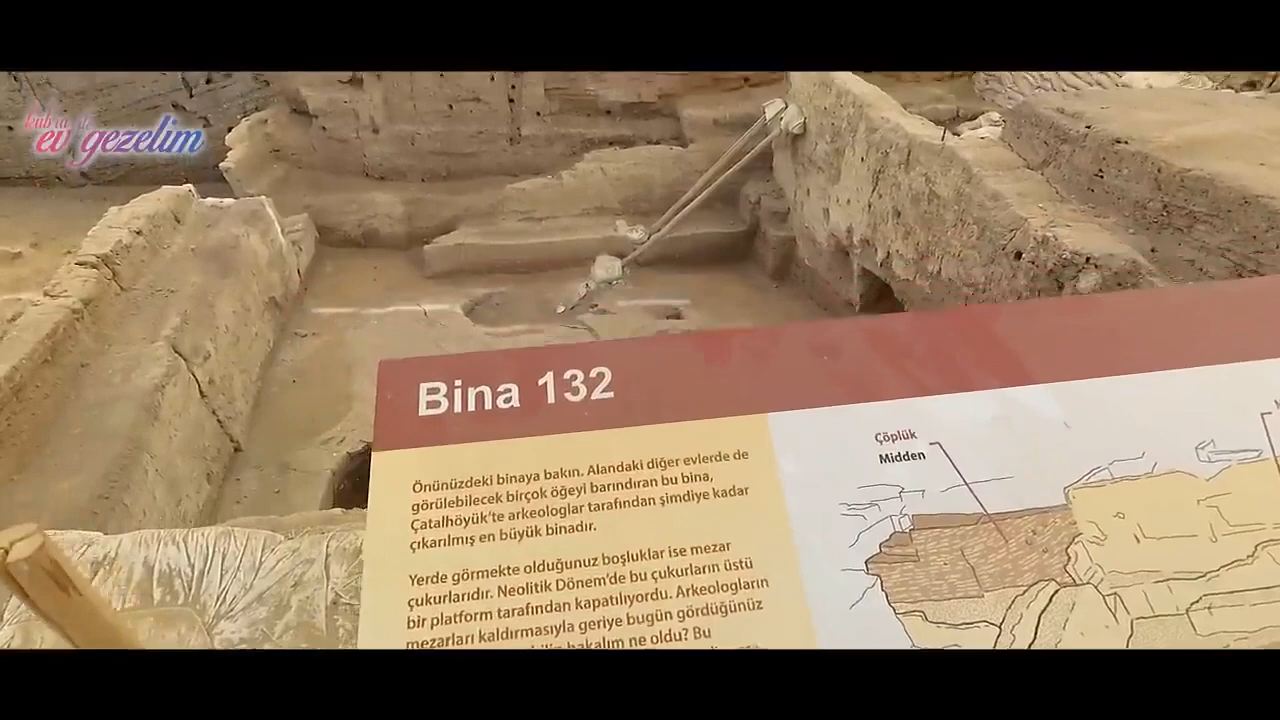 ev gezelim
Bina 132
Önünüzdeki binaya bakın. Alandaki diğer evlerde de
görülebilecek birçok öğeyi barındıran bu bina,
Çatalhöyük'te arkeologlar tarafından şimdiye kadar
çıkarılmış en büyük binadır.
Yerde görmekte olduğunuz boşluklar ise mezar
çukurlarıdır. Neolitik Dönem'de bu çukurların üstü
bir platform tarafından kapatılıyordu. Arkeologların
mezarları kaldırmasıyla geriye bugün gördüğünüz
bakalım ne oldu? Bu
Çöplük
Midden